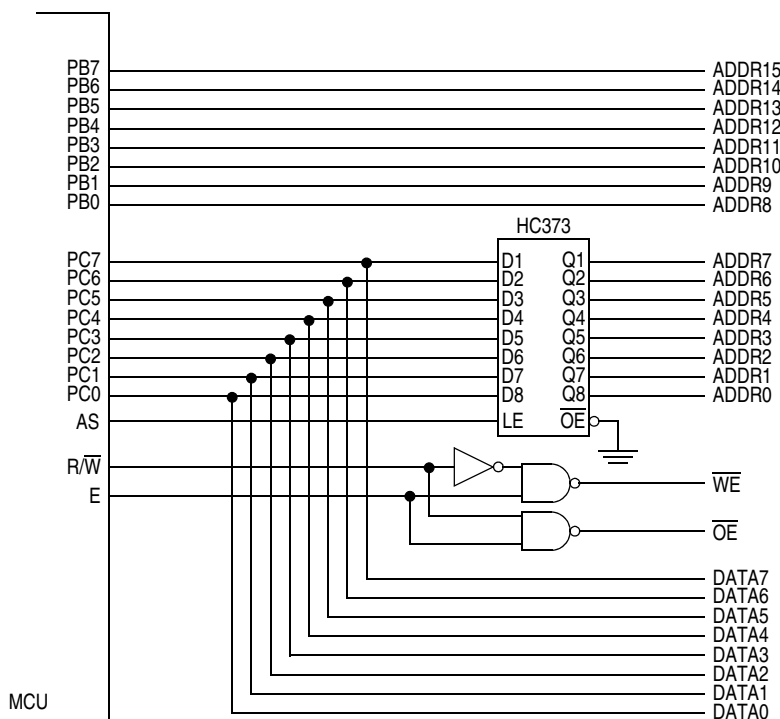 PB7 ADDR15
PB6 ADDR14
PB5 ADDR13
PB4 ADDR12
PB3 ADDR11
PB2 ADDR10
PB1 ADDR9
PB0 ADDR8
HC373
PC7 D1 Q1 ADDR7
PC6 D2 Q2 ADDR6
PC5 D3 Q3 ADDR5
PC4 D4 Q4 ADDR4
PC3 D5 Q5 ADDR3
PC2 D6 Q6 ADDR2
PC1 D7 Q7 ADDR1
PC0 D8 Q8 ADDR0
AS LE O̅E̅
R/W̅
E W̅E̅
O̅E̅
DATA7
DATA6
DATA5
DATA4
DATA3
DATA2
DATA1
MCU DATA0